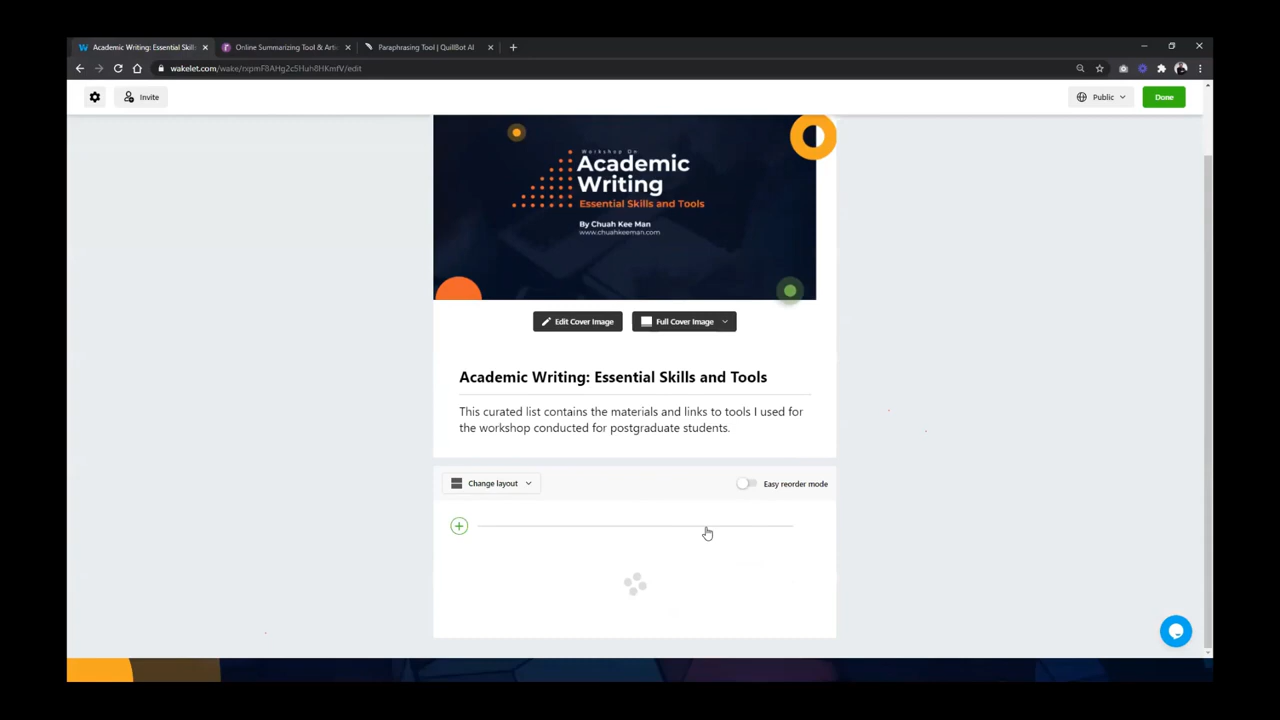 Academic Writing: Essential Skills
Online Summarizing Tool & Arti
Paraphrasing Tool | QuillBot AI
wakelet.com/wake/rxpmF8AHg2c5Huh8HKmfV/edit
Invite
Public
Done
Workshop On
Academic
Writing
Essential Skills and Tools
By Chuah Kee Man
www.chuahkeeman.com
Edit Cover Image
Full Cover Image
Academic Writing: Essential Skills and Tools
This curated list contains the materials and links to tools I used for
the workshop conducted for postgraduate students.
Change layout
Easy reorder mode